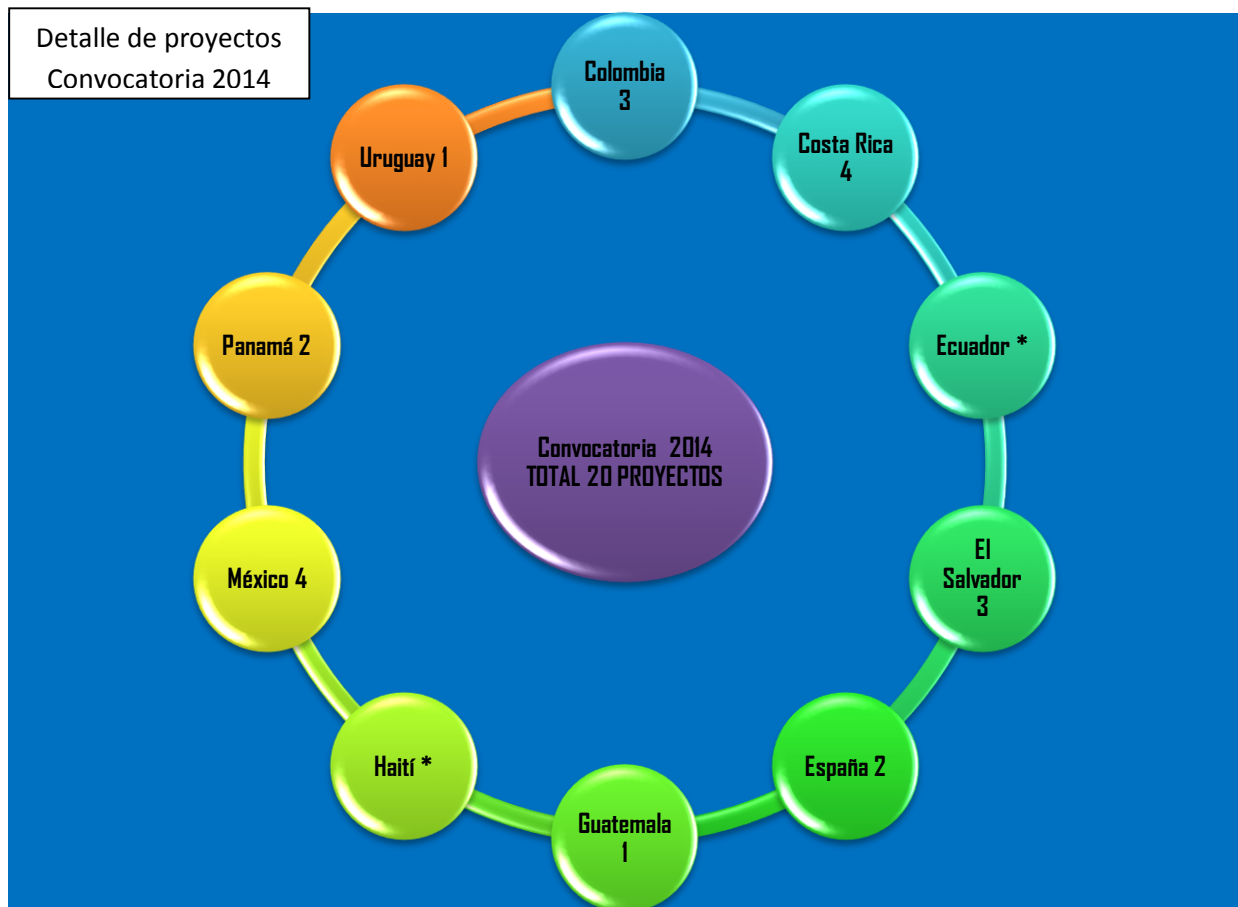 Detalle de proyectos
Convocatoria 2014
Colombia
3
Costa Rica
4
Ecuador *
El
Salvador
3
España 2
Guatemala
1
Haití *
México 4
Panamá 2
Uruguay 1
Convocatoria 2014
TOTAL 20 PROYECTOS